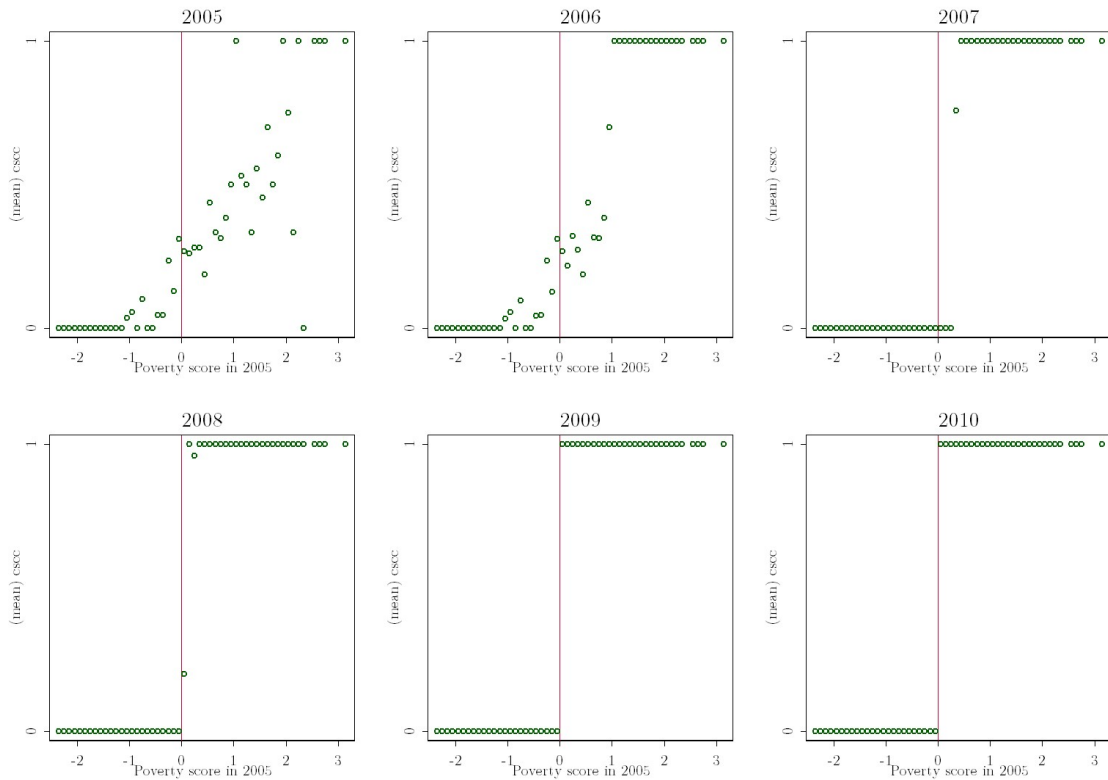 2005
1
0
(mean) cscc
-2 -1 0 1 2 3
Poverty score in 2005
2006
1
0
(mean) cscc
-2 -1 0 1 2 3
Poverty score in 2005
2007
1
0
(mean) cscc
-2 -1 0 1 2 3
Poverty score in 2005
2008
1
0
(mean) cscc
-2 -1 0 1 2 3
Poverty score in 2005
2009
1
0
(mean) cscc
-2 -1 0 1 2 3
Poverty score in 2005
2010
1
0
(mean) cscc
-2 -1 0 1 2 3
Poverty score in 2005